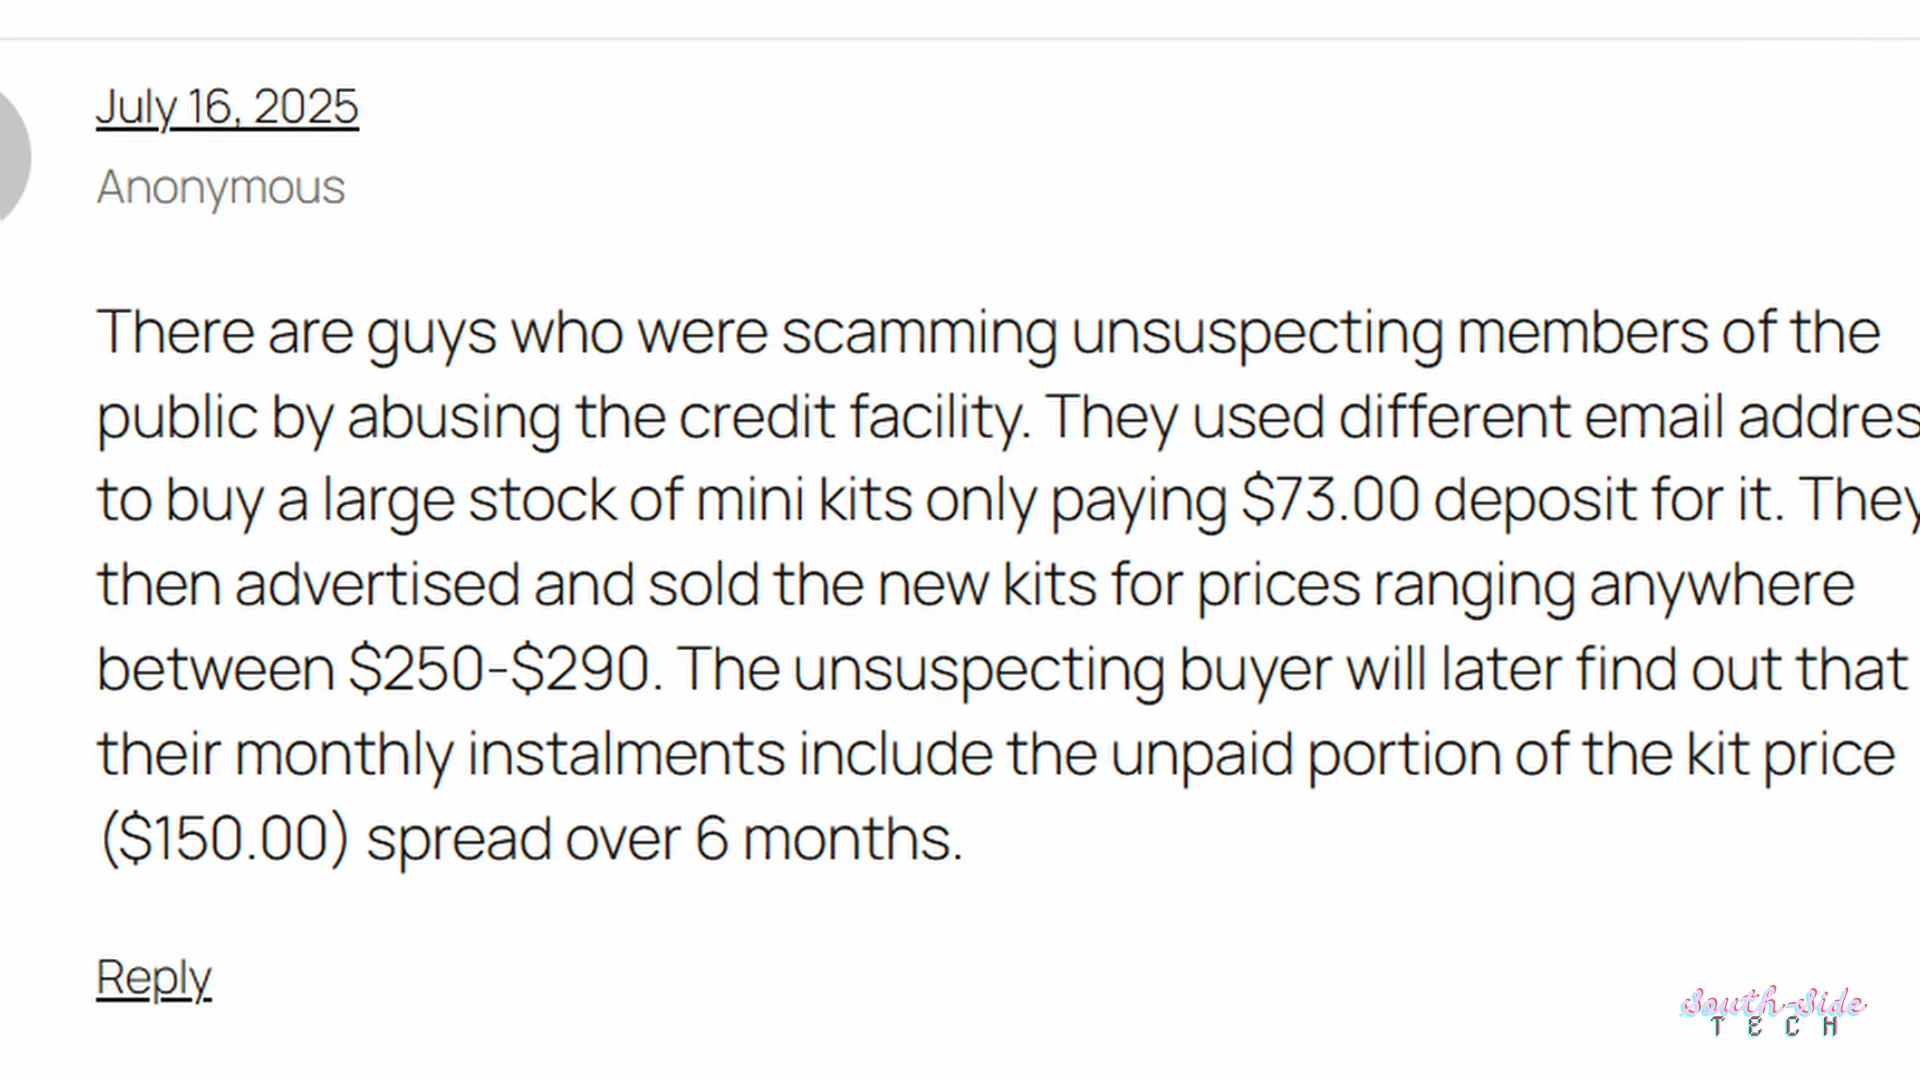 July 16, 2025
Anonymous
There are guys who were scamming unsuspecting members of the
public by abusing the credit facility. They used different email
to buy a large stock of mini kits only paying $73.00 deposit for it. They
then advertised and sold the new kits for prices ranging anywhere
between $250-$290. The unsuspecting buyer will later find out that
their monthly instalments include the unpaid portion of the kit price
($150.00) spread over 6 months.
Reply
South-Side
TECH